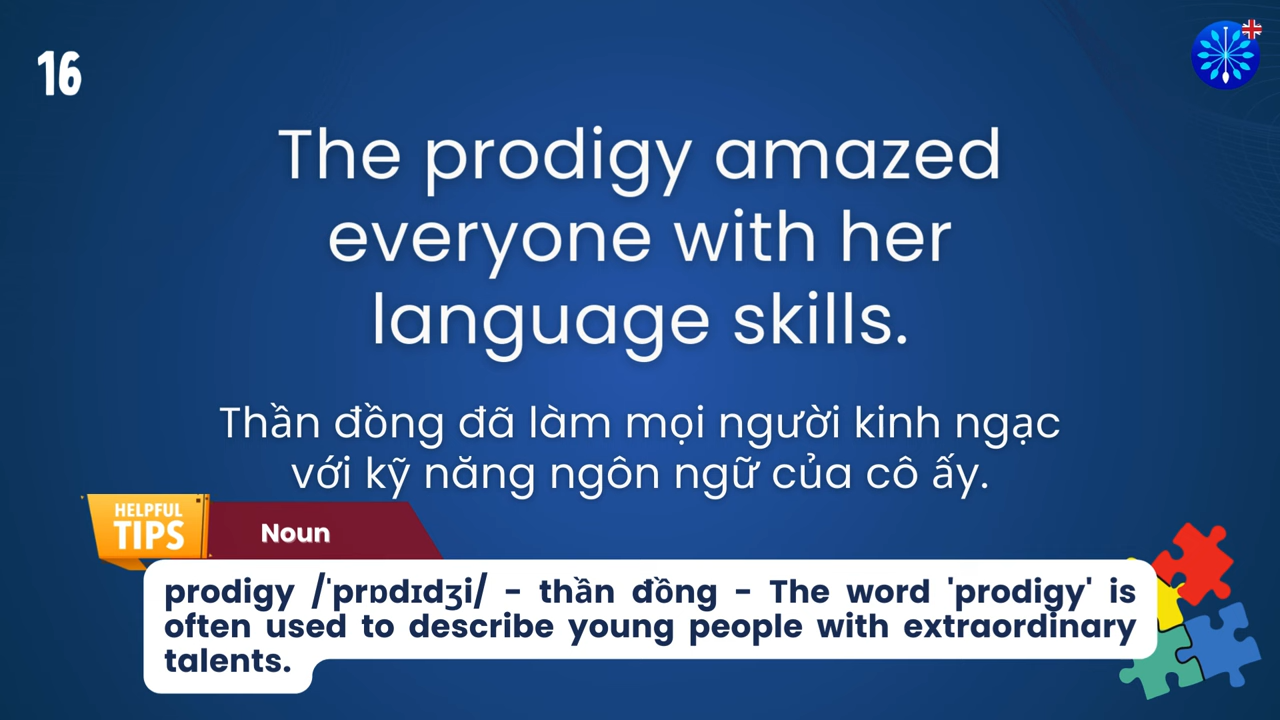 16
The prodigy amazed
everyone with her
language skills.
Thần đồng đã làm mọi người kinh ngạc
với kỹ năng ngôn ngữ của cô ấy.
HELPFUL
TIPS
Noun
prodigy /ˈprɒdɪdʒi/ - thần đồng - The word 'prodigy' is
often used to describe young people with extraordinary
talents.